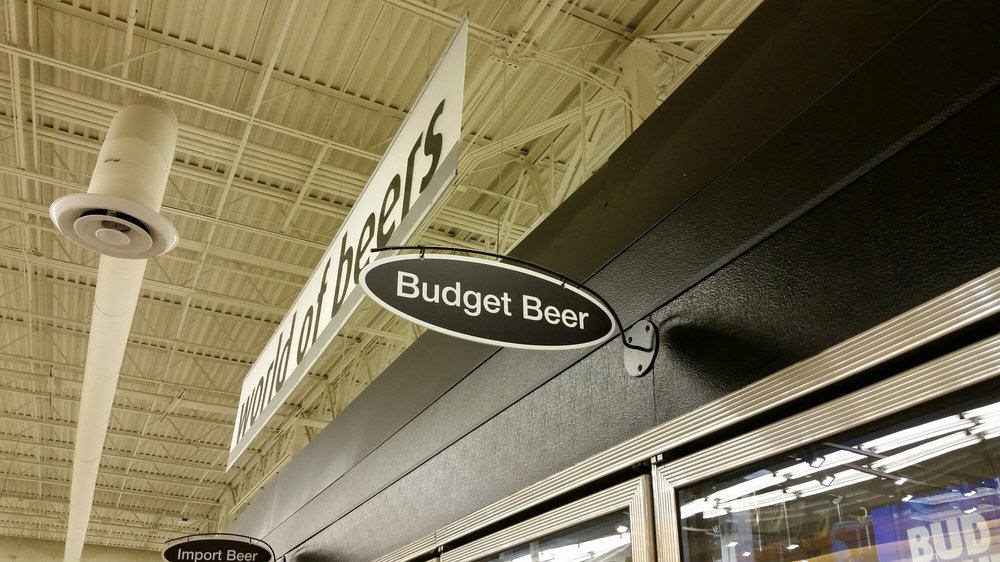 world of beers
Budget Beer
Import Beer
BUD